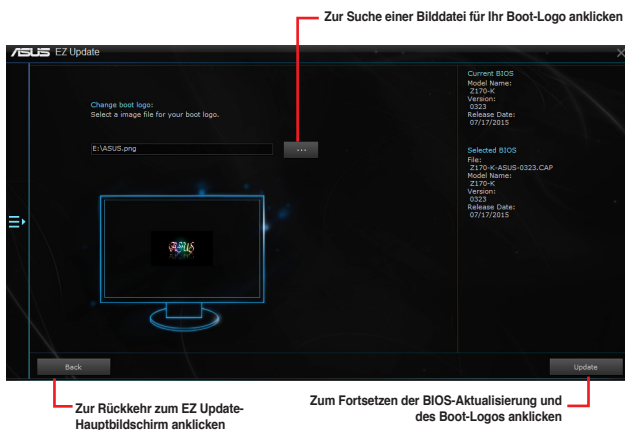 Zur Suche einer Bilddatei für Ihr Boot-Logo anklicken
ASUS EZ Update
Change boot logo:
Select a image file for your boot logo.
E:\ASUS.png
...
Current BIOS
Model Name:
Z170-K
Version:
0323
Release Date:
07/17/2015
Selected BIOS
File:
Z170-K-ASUS-0323.CAP
Model Name:
Z170-K
Version:
0323
Release Date:
07/17/2015
ASUS
Back
Update
Zur Rückkehr zum EZ Update-
Hauptbildschirm anklicken
Zum Fortsetzen der BIOS-Aktualisierung und
des Boot-Logos anklicken